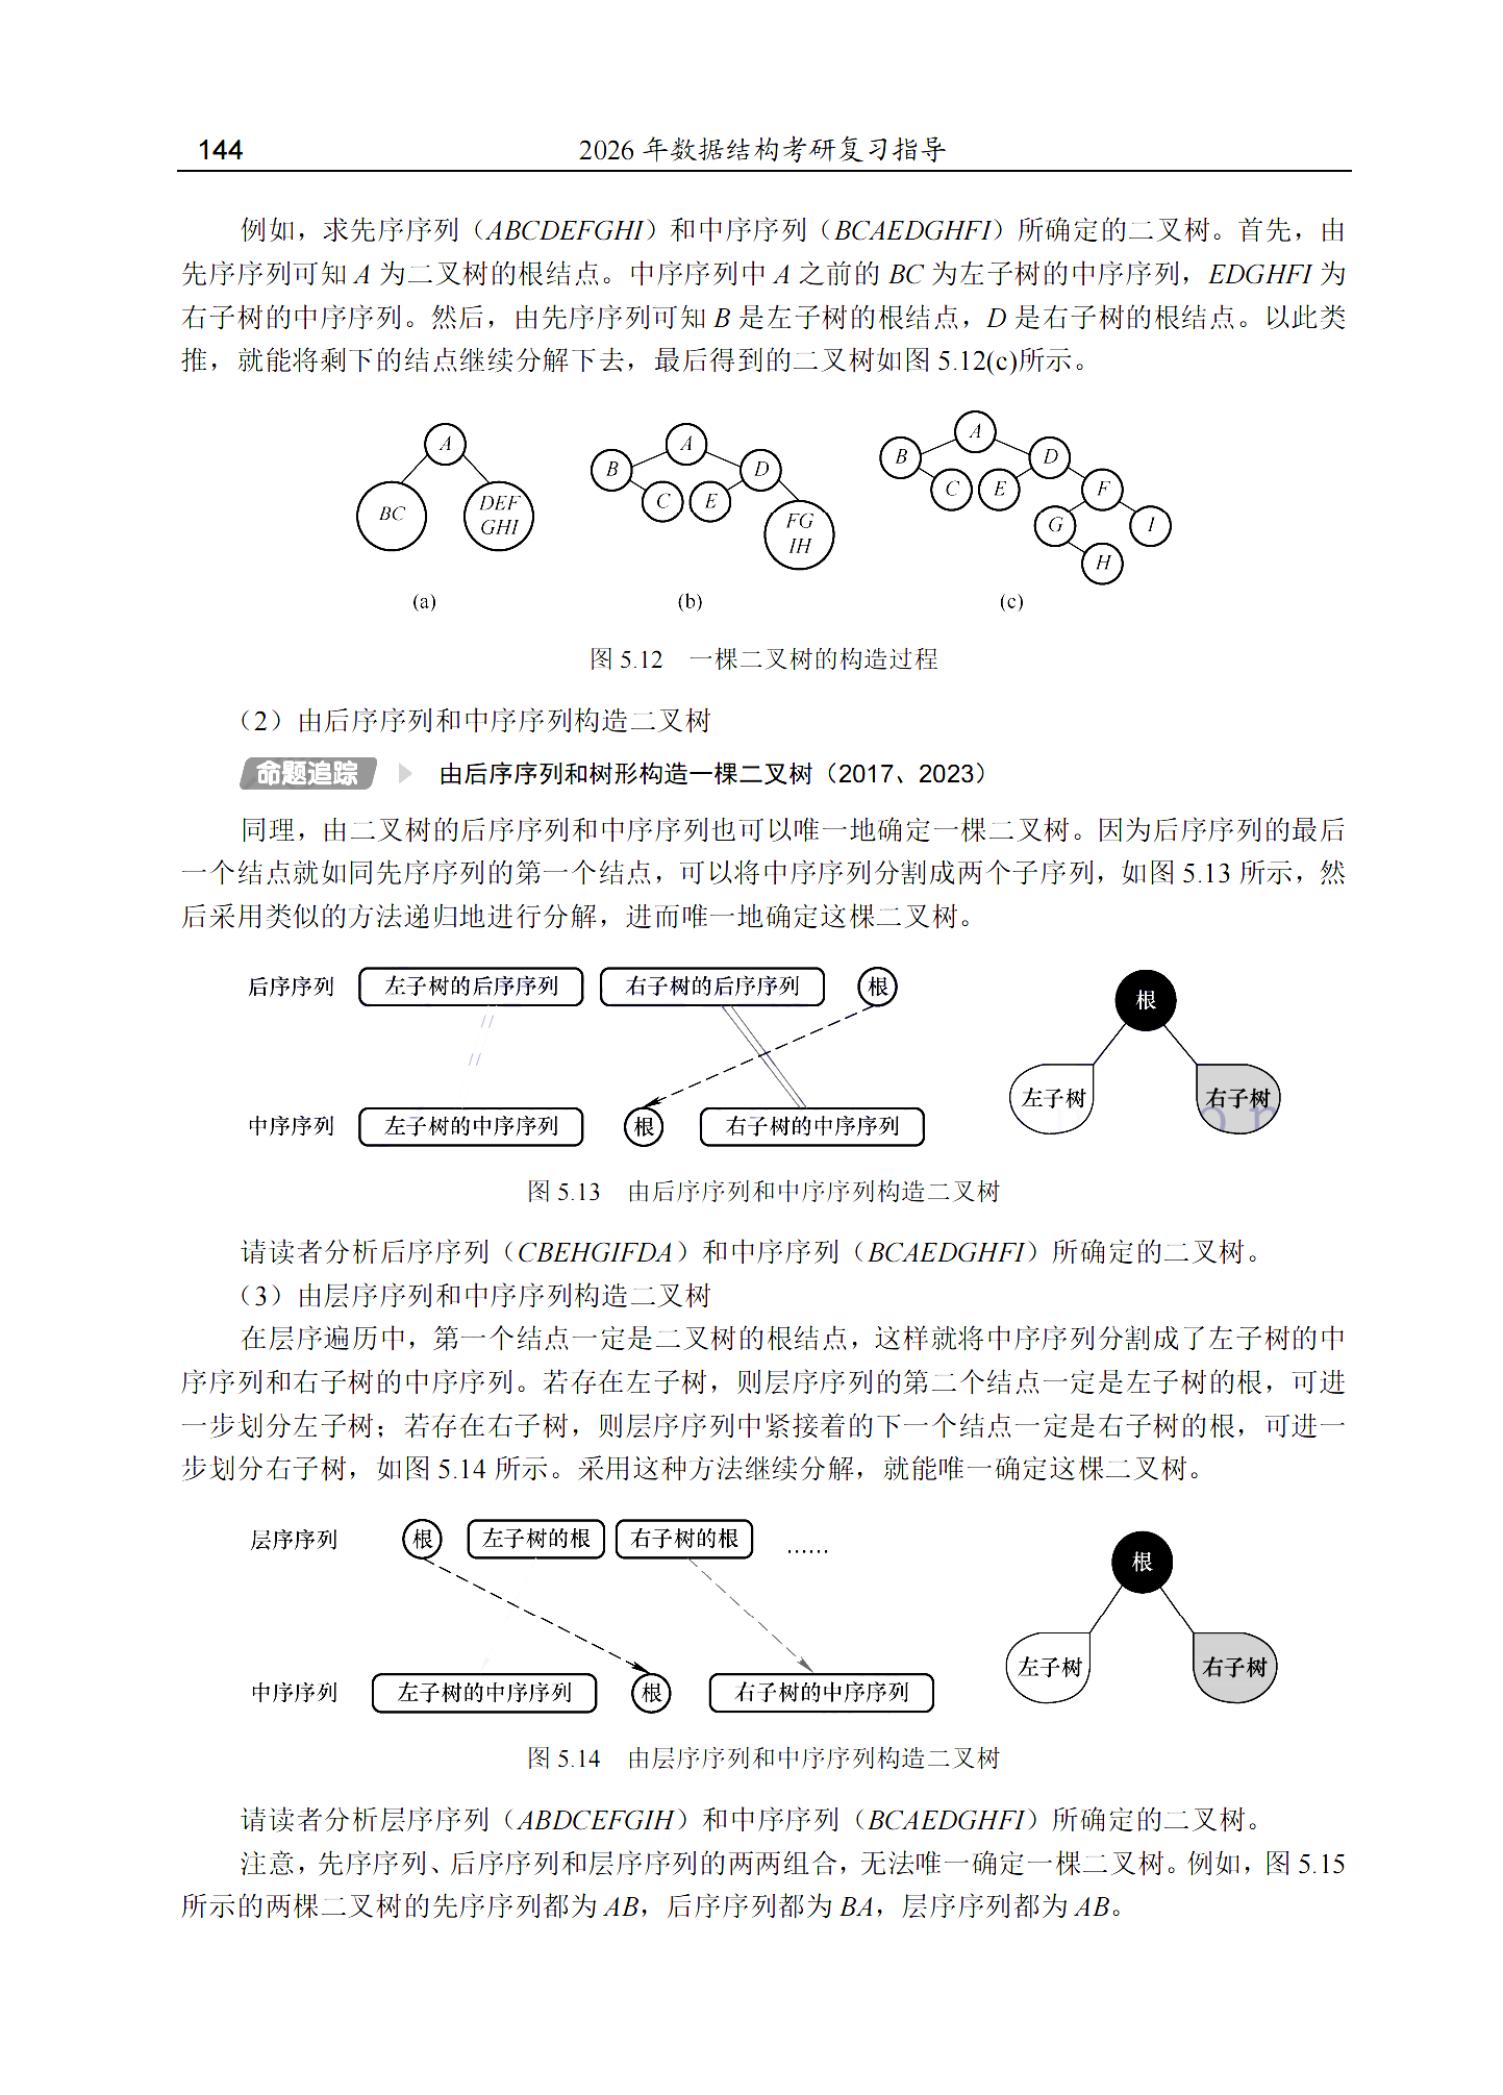 144 2026 年数据结构考研复习指导
例如，求先序序列（ABCDEFGHI）和中序序列（BCAEDGHFI）所确定的二叉树。首先，由
先序序列可知 A 为二叉树的根结点。中序序列中 A 之前的 BC 为左子树的中序序列，EDGHFI 为
右子树的中序序列。然后，由先序序列可知 B 是左子树的根结点，D 是右子树的根结点。以此类
推，就能将剩下的结点继续分解下去，最后得到的二叉树如图 5.12(c)所示。
A
BC
DEF
GHI
(a)
A
B
D
C
E
FG
IH
(b)
A
B
D
C
E
F
G
I
H
(c)
图 5.12 一棵二叉树的构造过程
（2）由后序序列和中序序列构造二叉树
命题追踪 由后序序列和树形构造一棵二叉树（2017、2023）
同理，由二叉树的后序序列和中序序列也可以唯一地确定一棵二叉树。因为后序序列的最后
一个结点就如同先序序列的第一个结点，可以将中序序列分割成两个子序列，如图 5.13 所示，然
后采用类似的方法递归地进行分解，进而唯一地确定这棵二叉树。
后序序列 左子树的后序序列 右子树的后序序列 根
中序序列 左子树的中序序列 根 右子树的中序序列
根
左子树 右子树
图 5.13 由后序序列和中序序列构造二叉树
请读者分析后序序列（CBEHGIFDA）和中序序列（BCAEDGHFI）所确定的二叉树。
（3）由层序序列和中序序列构造二叉树
在层序遍历中，第一个结点一定是二叉树的根结点，这样就将中序序列分割成了左子树的中
序序列和右子树的中序序列。若存在左子树，则层序序列的第二个结点一定是左子树的根，可进
一步划分左子树；若存在右子树，则层序序列中紧接着的下一个结点一定是右子树的根，可进一
步划分右子树，如图 5.14 所示。采用这种方法继续分解，就能唯一确定这棵二叉树。
层序序列 根 左子树的根 右子树的根 ……
中序序列 左子树的中序序列 根 右子树的中序序列
根
左子树 右子树
图 5.14 由层序序列和中序序列构造二叉树
请读者分析层序序列（ABDCEFGIH）和中序序列（BCAEDGHFI）所确定的二叉树。
注意，先序序列、后序序列和层序序列的两两组合，无法唯一确定一棵二叉树。例如，图 5.15
所示的两棵二叉树的先序序列都为 AB，后序序列都为 BA，层序序列都为 AB。